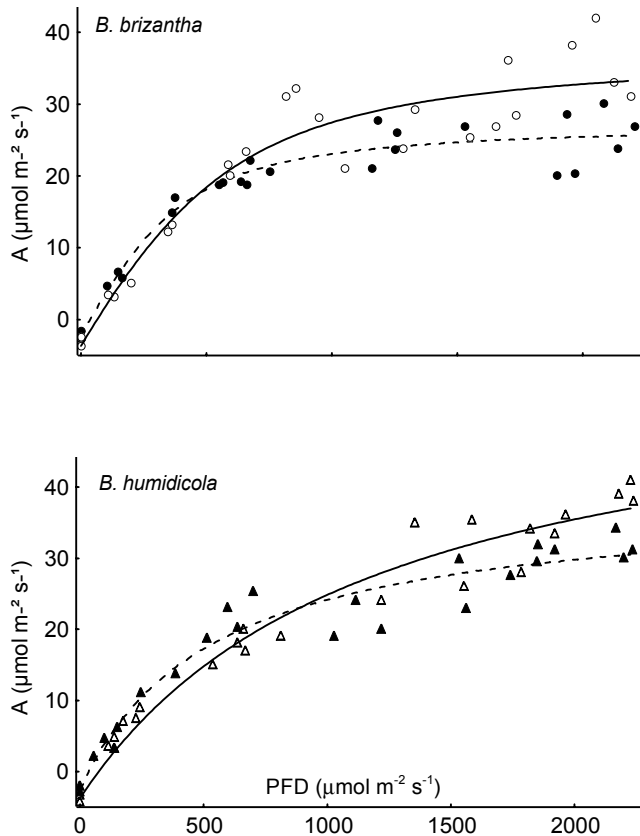 B. brizantha
40
30
20
10
0
A (µmol m-² s-¹)
B. humidicola
40
30
20
10
0
A (µmol m-² s-¹)
PFD (µmol m-² s-¹)
0 500 1000 1500 2000